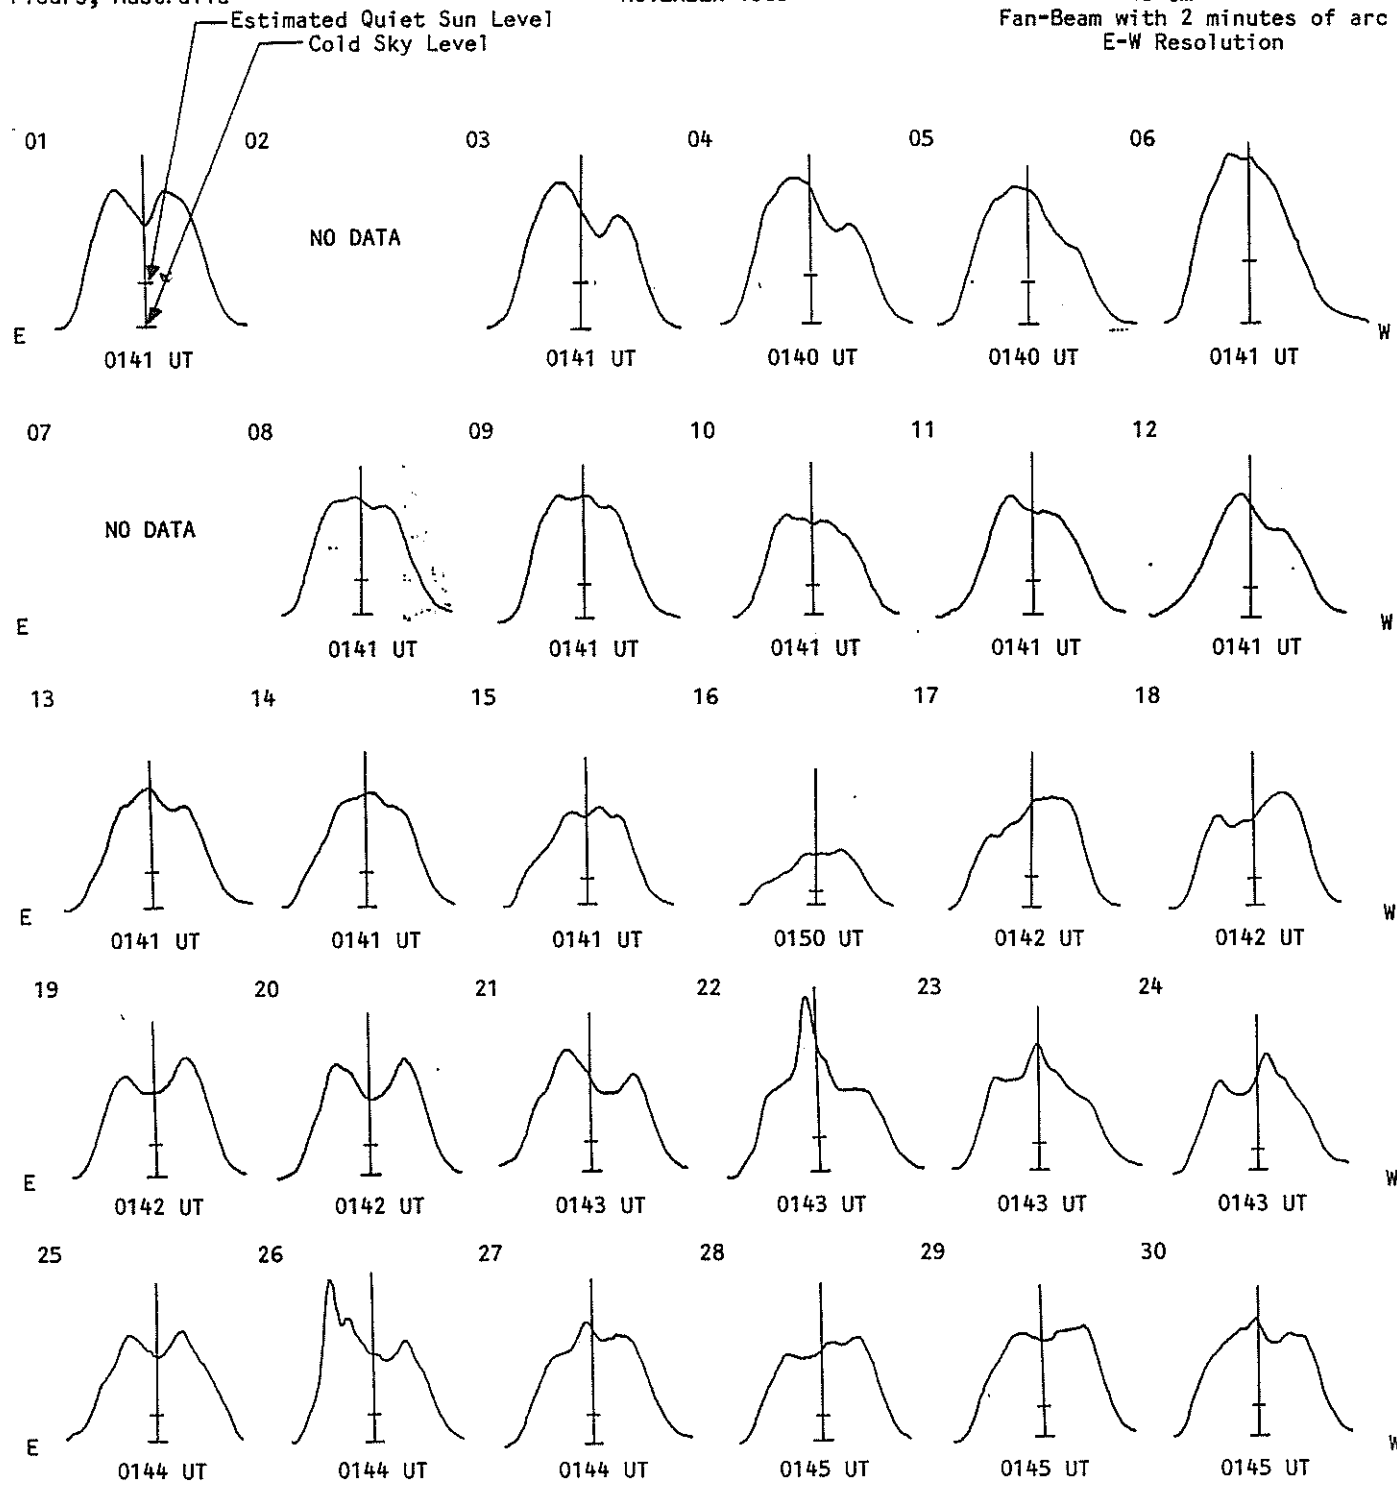 Estimated Quiet Sun Level
Cold Sky Level
Fan-Beam with 2 minutes of arc
E-W Resolution
01 02 03 04 05 06
NO DATA
E W
0141 UT 0141 UT 0140 UT 0140 UT 0141 UT
07 08 09 10 11 12
NO DATA
E W
0141 UT 0141 UT 0141 UT 0141 UT 0141 UT
13 14 15 16 17 18
E W
0141 UT 0141 UT 0141 UT 0150 UT 0142 UT 0142 UT
19 20 21 22 23 24
E W
0142 UT 0142 UT 0143 UT 0143 UT 0143 UT 0143 UT
25 26 27 28 29 30
E W
0144 UT 0144 UT 0144 UT 0145 UT 0145 UT 0145 UT